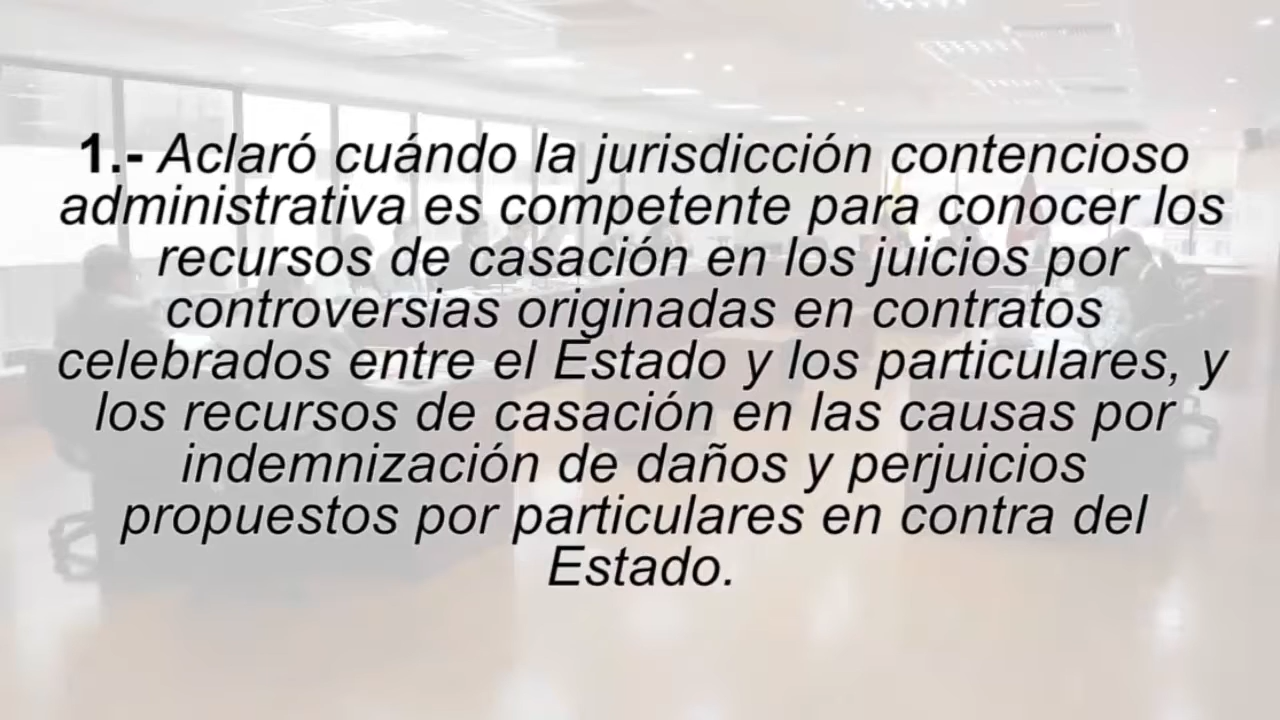 1.- Aclaró cuándo la jurisdicción contencioso
administrativa es competente para conocer los
recursos de casación en los juicios por
controversias originadas en contratos
celebrados entre el Estado y los particulares, y
los recursos de casación en las causas por
indemnización de daños y perjuicios
propuestos por particulares en contra del
Estado.